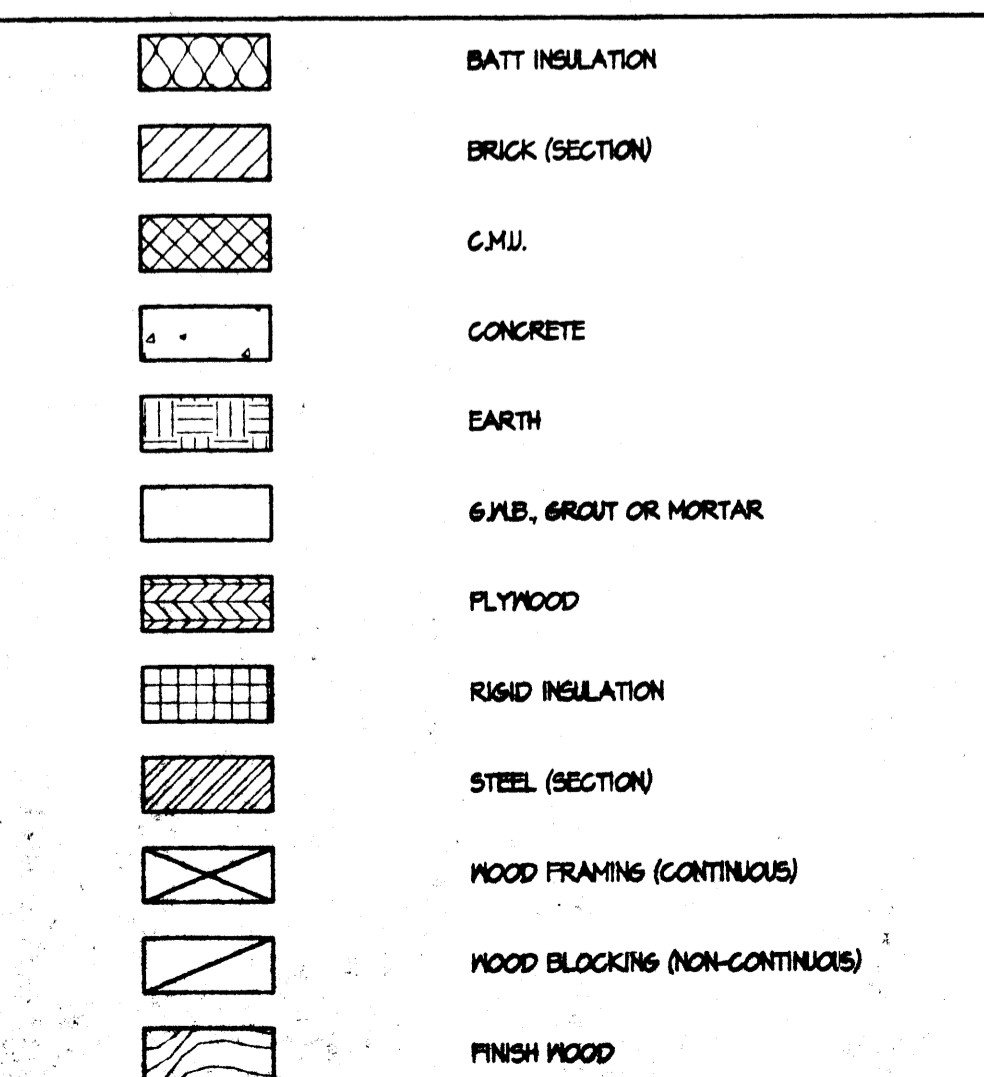 BATT INSULATION
BRICK (SECTION)
C.M.U.
CONCRETE
EARTH
G.W.B., GROUT OR MORTAR
PLYWOOD
RIGID INSULATION
STEEL (SECTION)
WOOD FRAMING (CONTINUOUS)
WOOD BLOCKING (NON-CONTINUOUS)
FINISH WOOD